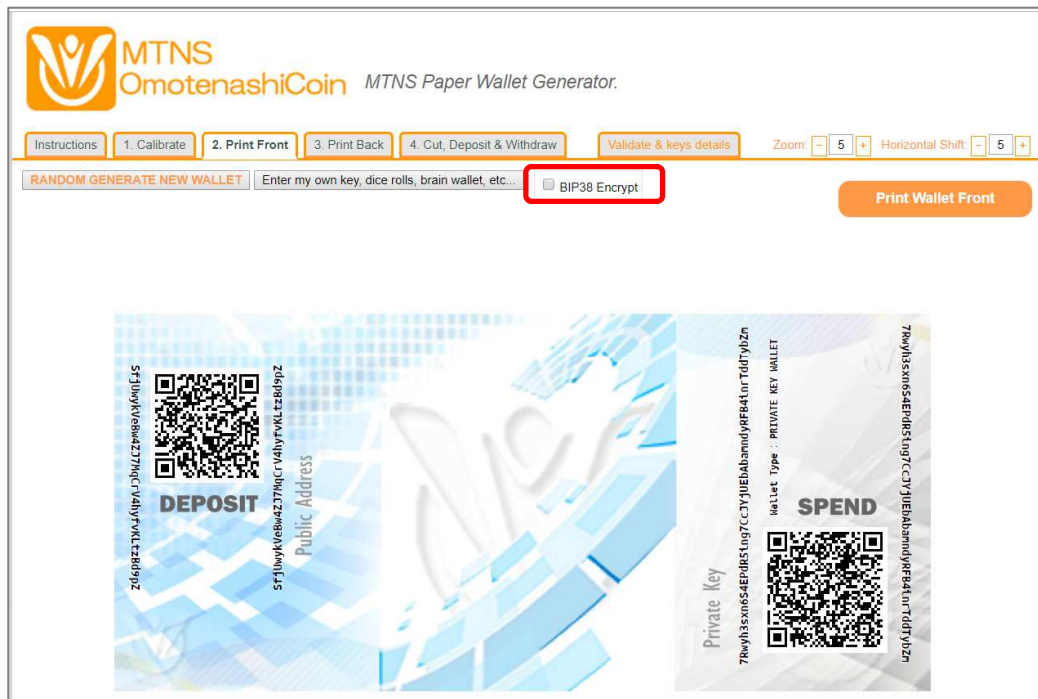 MTNS
OmotenashiCoin
MTNS Paper Wallet Generator.
Instructions
1. Calibrate
2. Print Front
3. Print Back
4. Cut, Deposit & Withdraw
Validate & keys details
Zoom: - 5 +
Horizontal Shift: - 5 +
RANDOM GENERATE NEW WALLET
Enter my own key, dice rolls, brain wallet, etc...
BIP38 Encrypt
Print Wallet Front
DEPOSIT
Public Address
Private Key
Wallet Type : PRIVATE KEY WALLET
SPEND